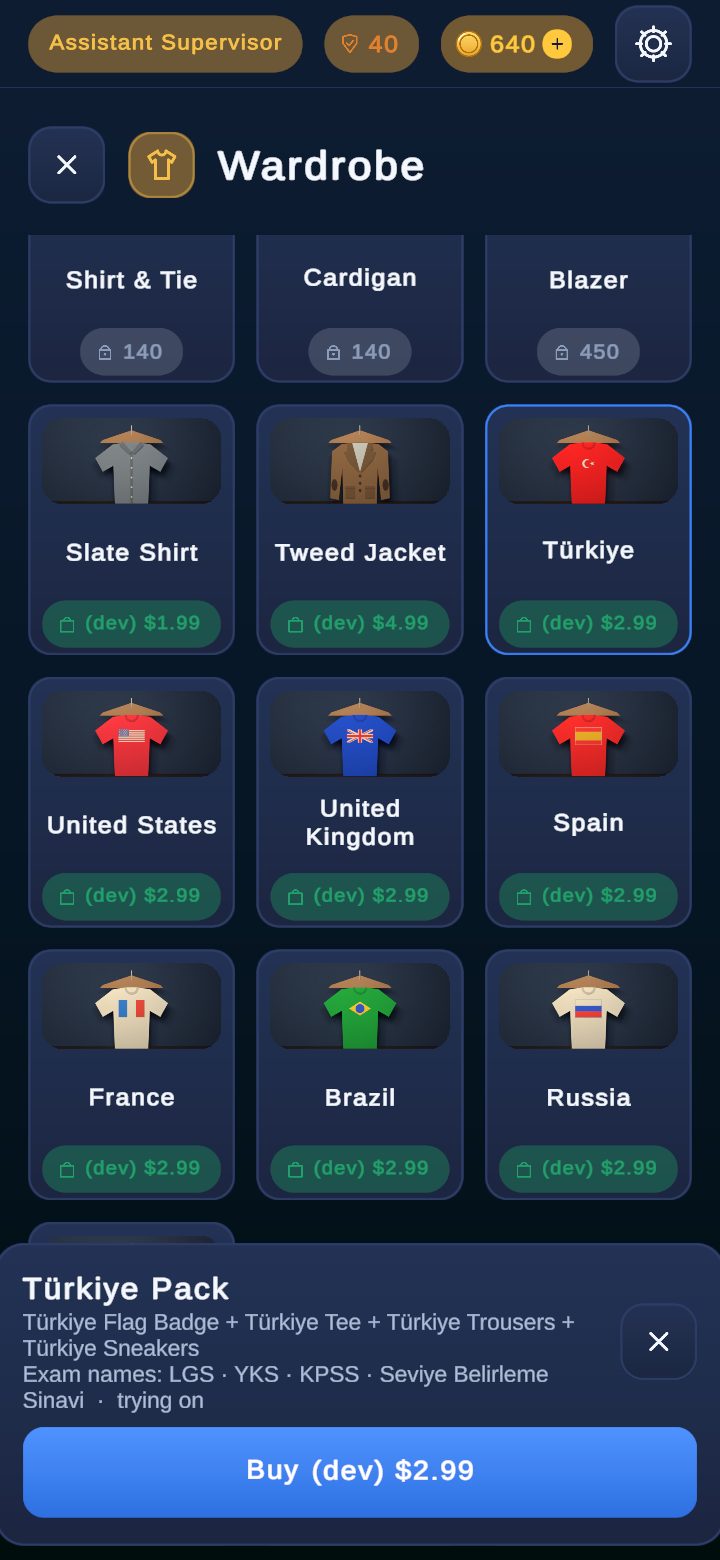 Assistant Supervisor
40
640 +
Wardrobe
Shirt & Tie
Cardigan
Blazer
140
140
450
Slate Shirt
Tweed Jacket
Türkiye
(dev) $1.99
(dev) $4.99
(dev) $2.99
United States
United
Kingdom
Spain
(dev) $2.99
(dev) $2.99
(dev) $2.99
France
Brazil
Russia
(dev) $2.99
(dev) $2.99
(dev) $2.99
Türkiye Pack
Türkiye Flag Badge + Türkiye Tee + Türkiye Trousers +
Türkiye Sneakers
Exam names: LGS · YKS · KPSS · Seviye Belirleme
Sinavi · trying on
Buy (dev) $2.99